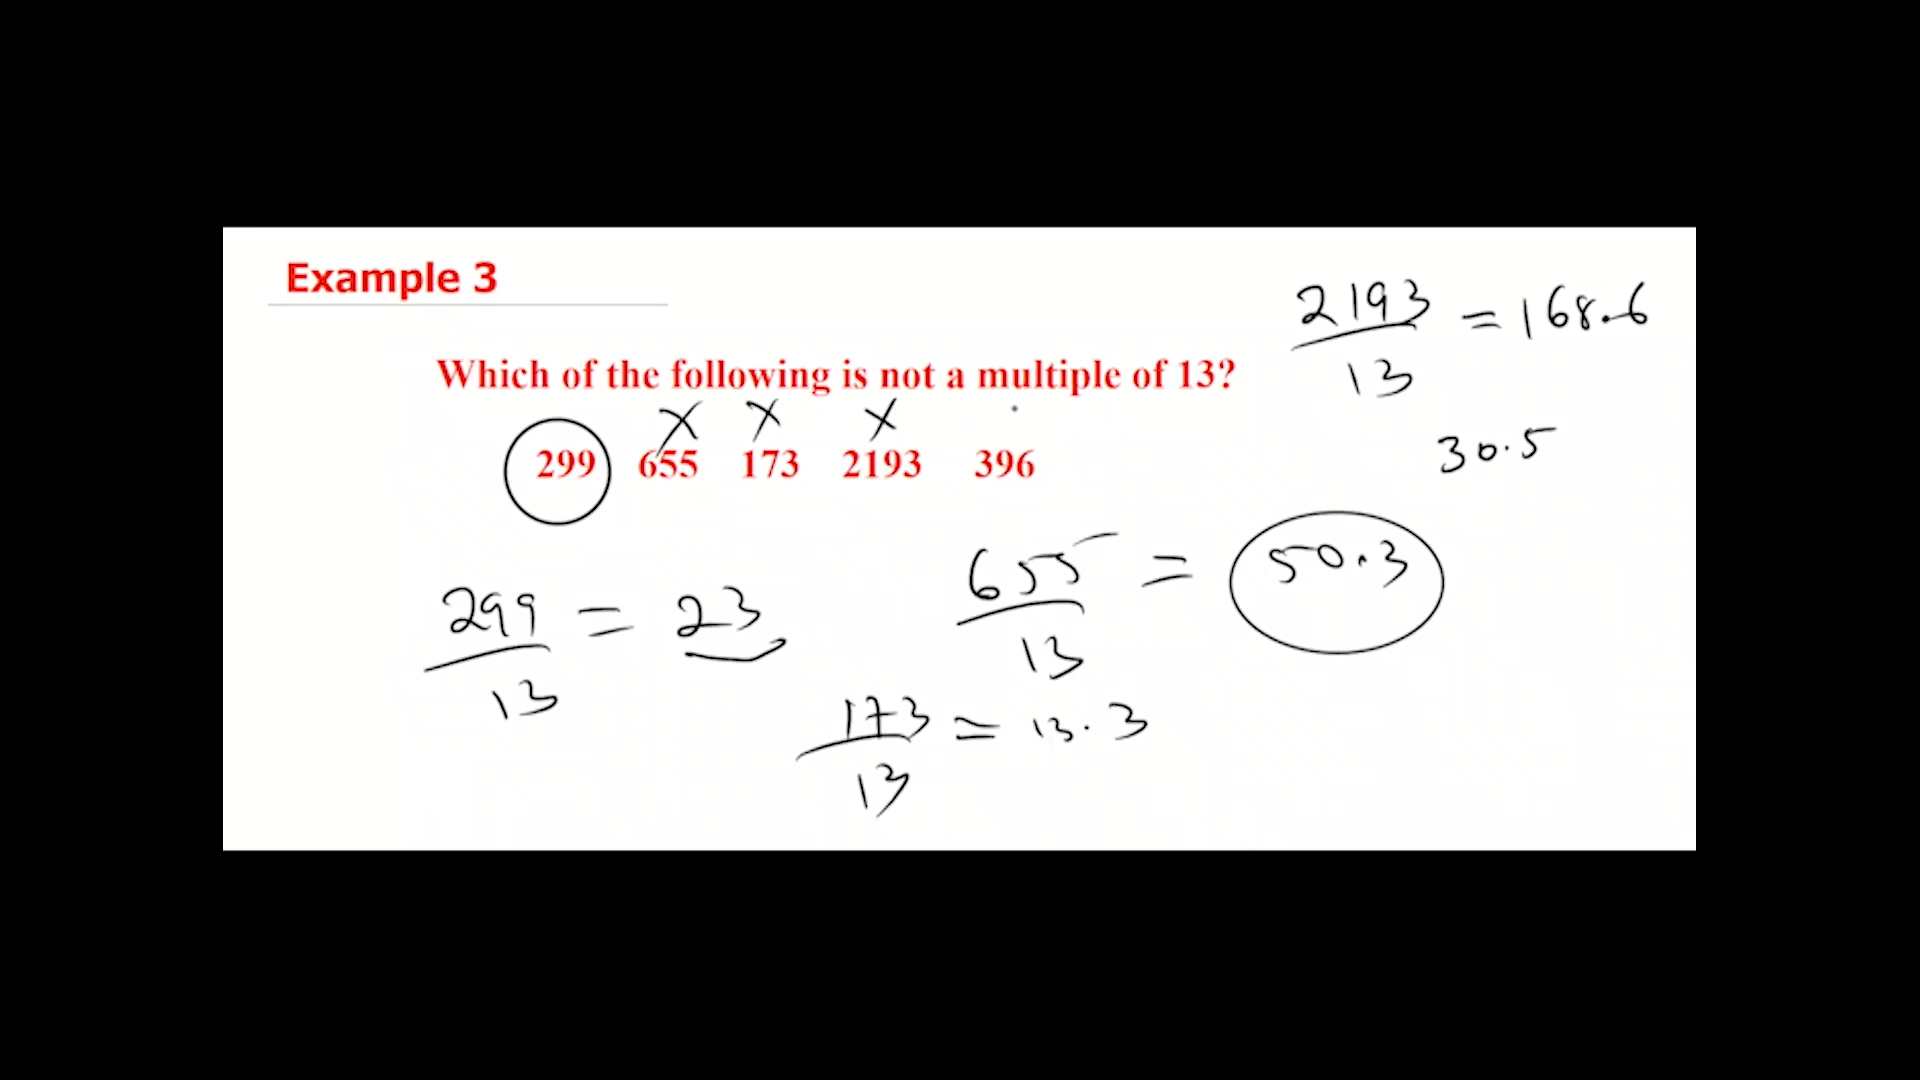 Example 3
Which of the following is not a multiple of 13?
X X X
299 655 173 2193 396
2193 = 168.6
13
30.5
655 = 50.3
13
299 = 23
13
173 = 13.3
13